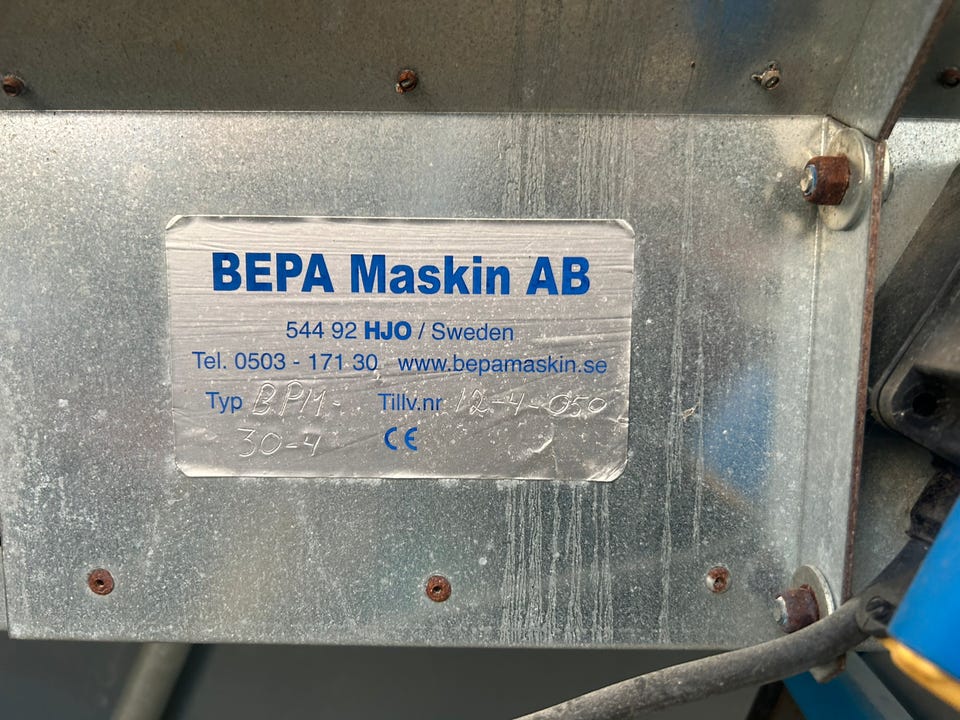 BEPA Maskin AB
544 92 HJO / Sweden
Tel. 0503 - 171 30 www.bepamaskin.se
Typ BPM- Tillv.nr 12-4-050
30-4 CE